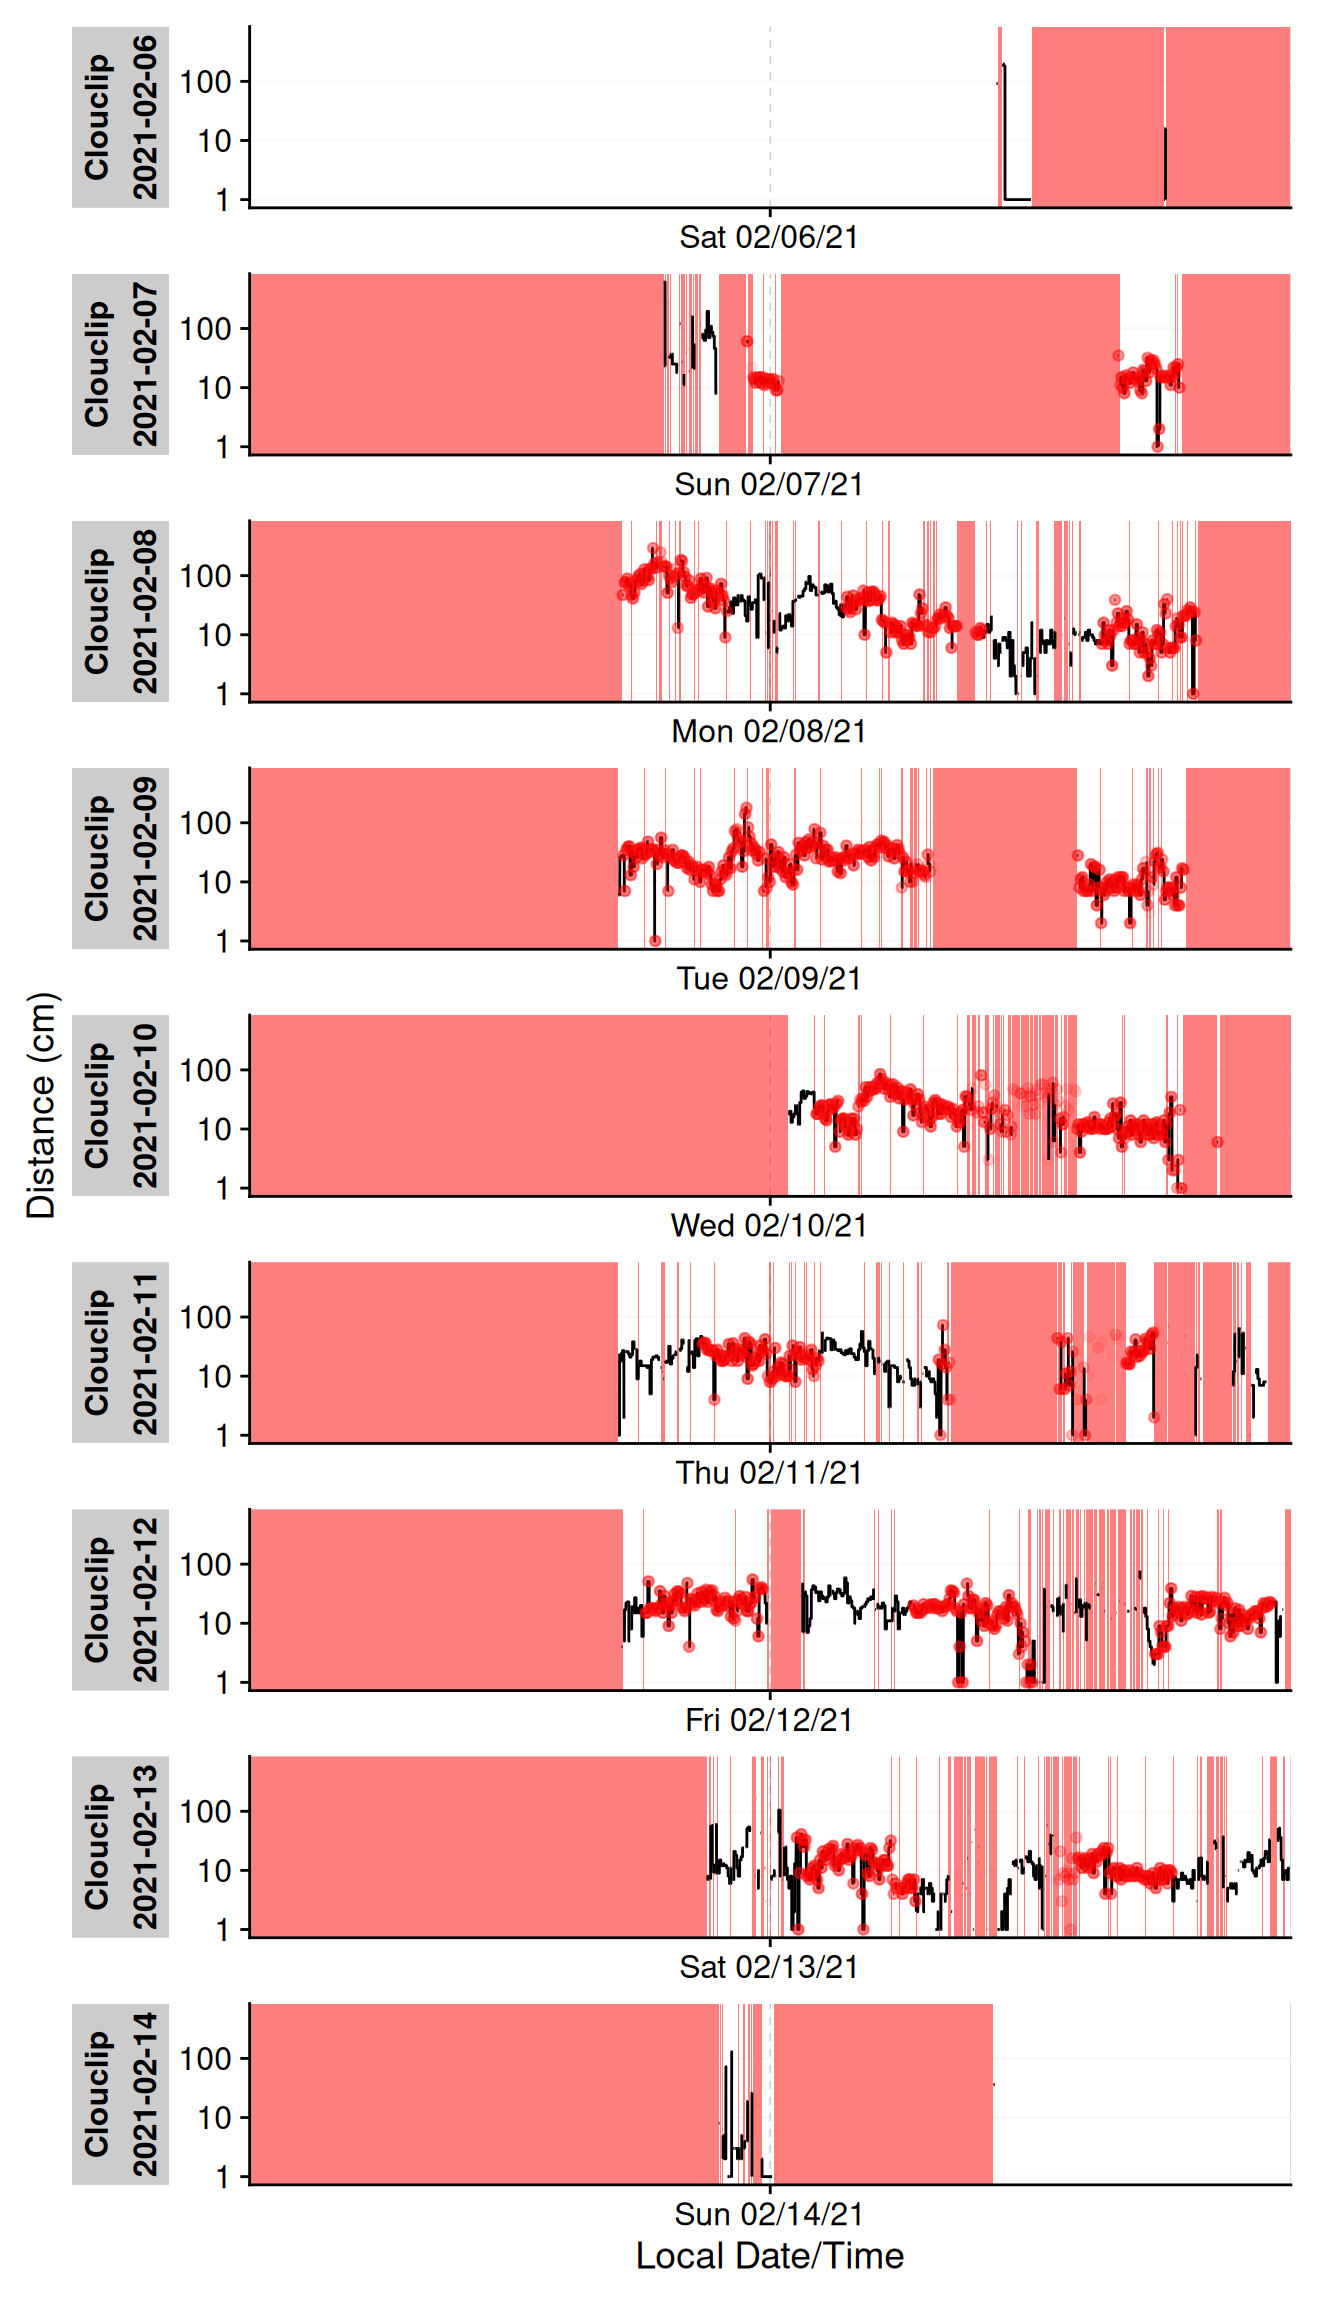 Clouclip
2021-02-06
100
10
1
Sat 02/06/21
Clouclip
2021-02-07
100
10
1
Sun 02/07/21
Clouclip
2021-02-08
100
10
1
Mon 02/08/21
Clouclip
2021-02-09
100
10
1
Tue 02/09/21
Distance (cm)
Clouclip
2021-02-10
100
10
1
Wed 02/10/21
Clouclip
2021-02-11
100
10
1
Thu 02/11/21
Clouclip
2021-02-12
100
10
1
Fri 02/12/21
Clouclip
2021-02-13
100
10
1
Sat 02/13/21
Clouclip
2021-02-14
100
10
1
Sun 02/14/21
Local Date/Time